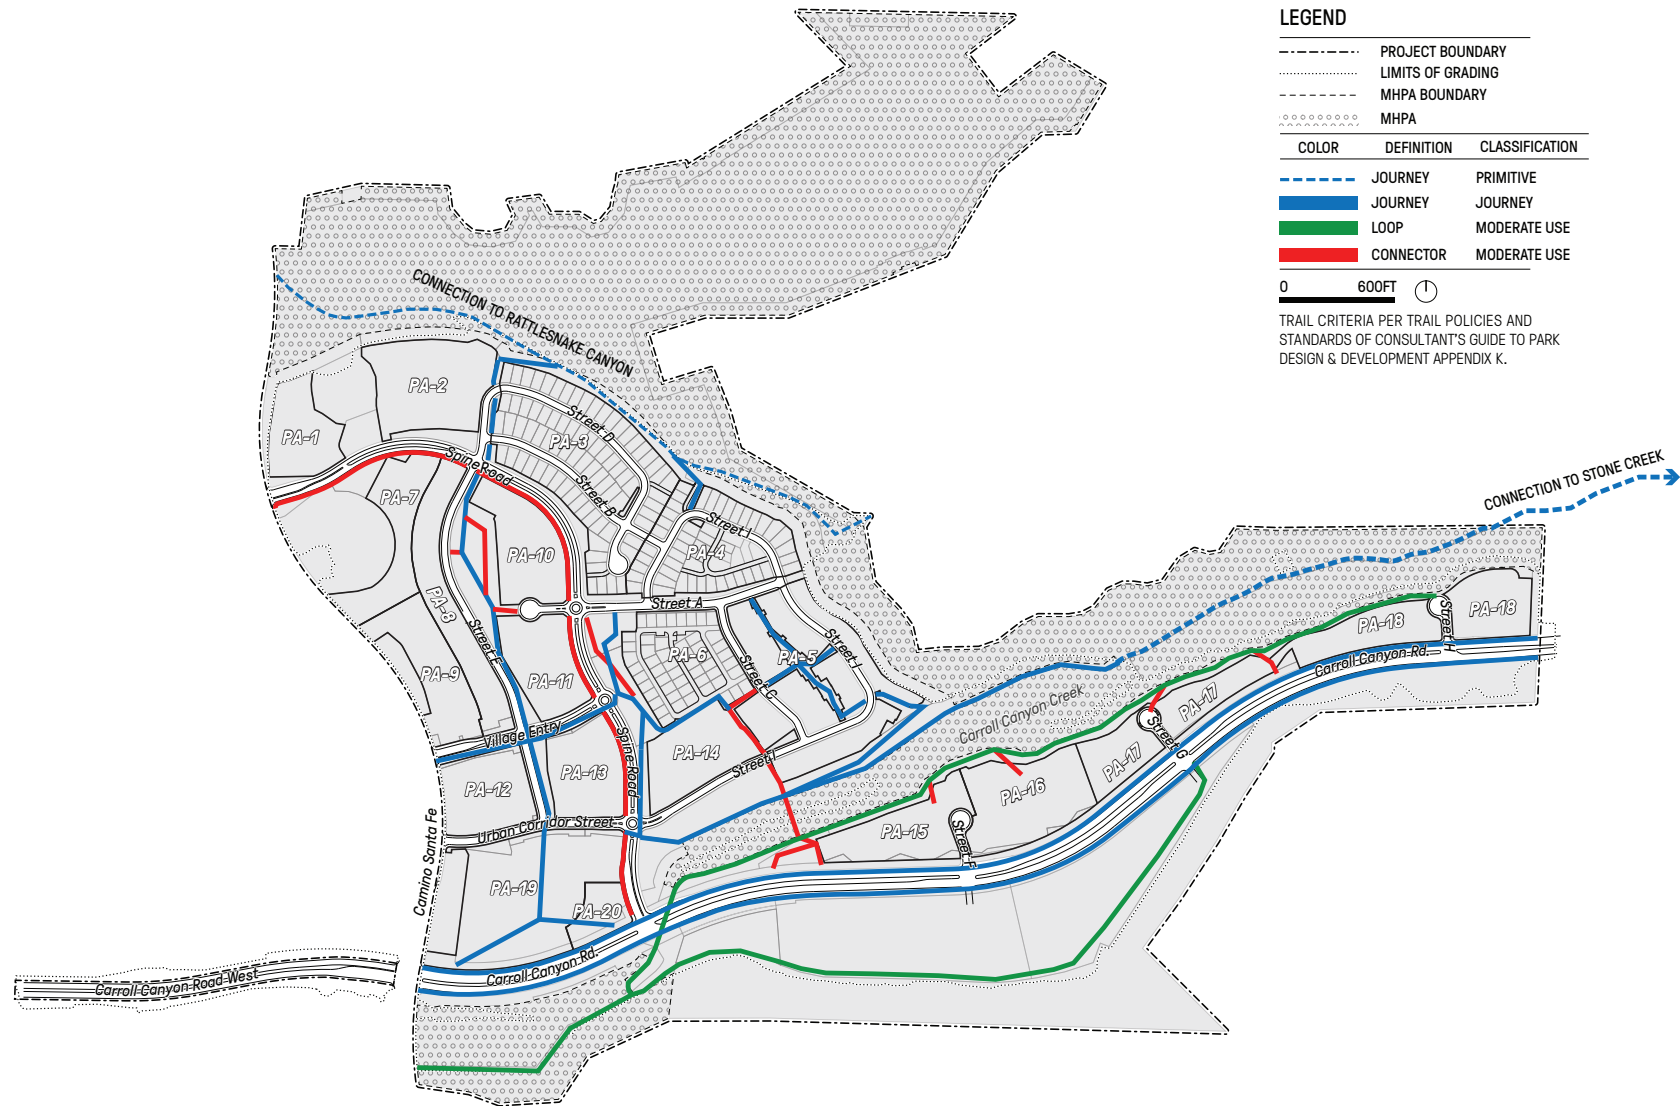 LEGEND
PROJECT BOUNDARY
LIMITS OF GRADING
MHPA BOUNDARY
MHPA
COLOR DEFINITION CLASSIFICATION
JOURNEY PRIMITIVE
JOURNEY JOURNEY
LOOP MODERATE USE
CONNECTOR MODERATE USE
0 600FT
TRAIL CRITERIA PER TRAIL POLICIES AND
STANDARDS OF CONSULTANT'S GUIDE TO PARK
DESIGN & DEVELOPMENT APPENDIX K.
CONNECTION TO RATTLESNAKE CANYON
CONNECTION TO STONE CREEK
PA-1
PA-2
PA-3
Street D
Spine Road
Street B
PA-7
PA-10
Street I
PA-4
PA-8
Street A
Street E
PA-6
PA-5
Street I
PA-9
PA-11
Street C
Village Entry
Spine Road
PA-14
Street I
PA-12
PA-13
Urban Corridor Street
Camino Santa Fe
PA-19
PA-20
Carroll Canyon Rd.
Carroll Canyon Road West
Carroll Canyon Creek
PA-15
Street F
PA-16
PA-17
Street G
PA-17
Carroll Canyon Rd.
PA-18
Street H
PA-18